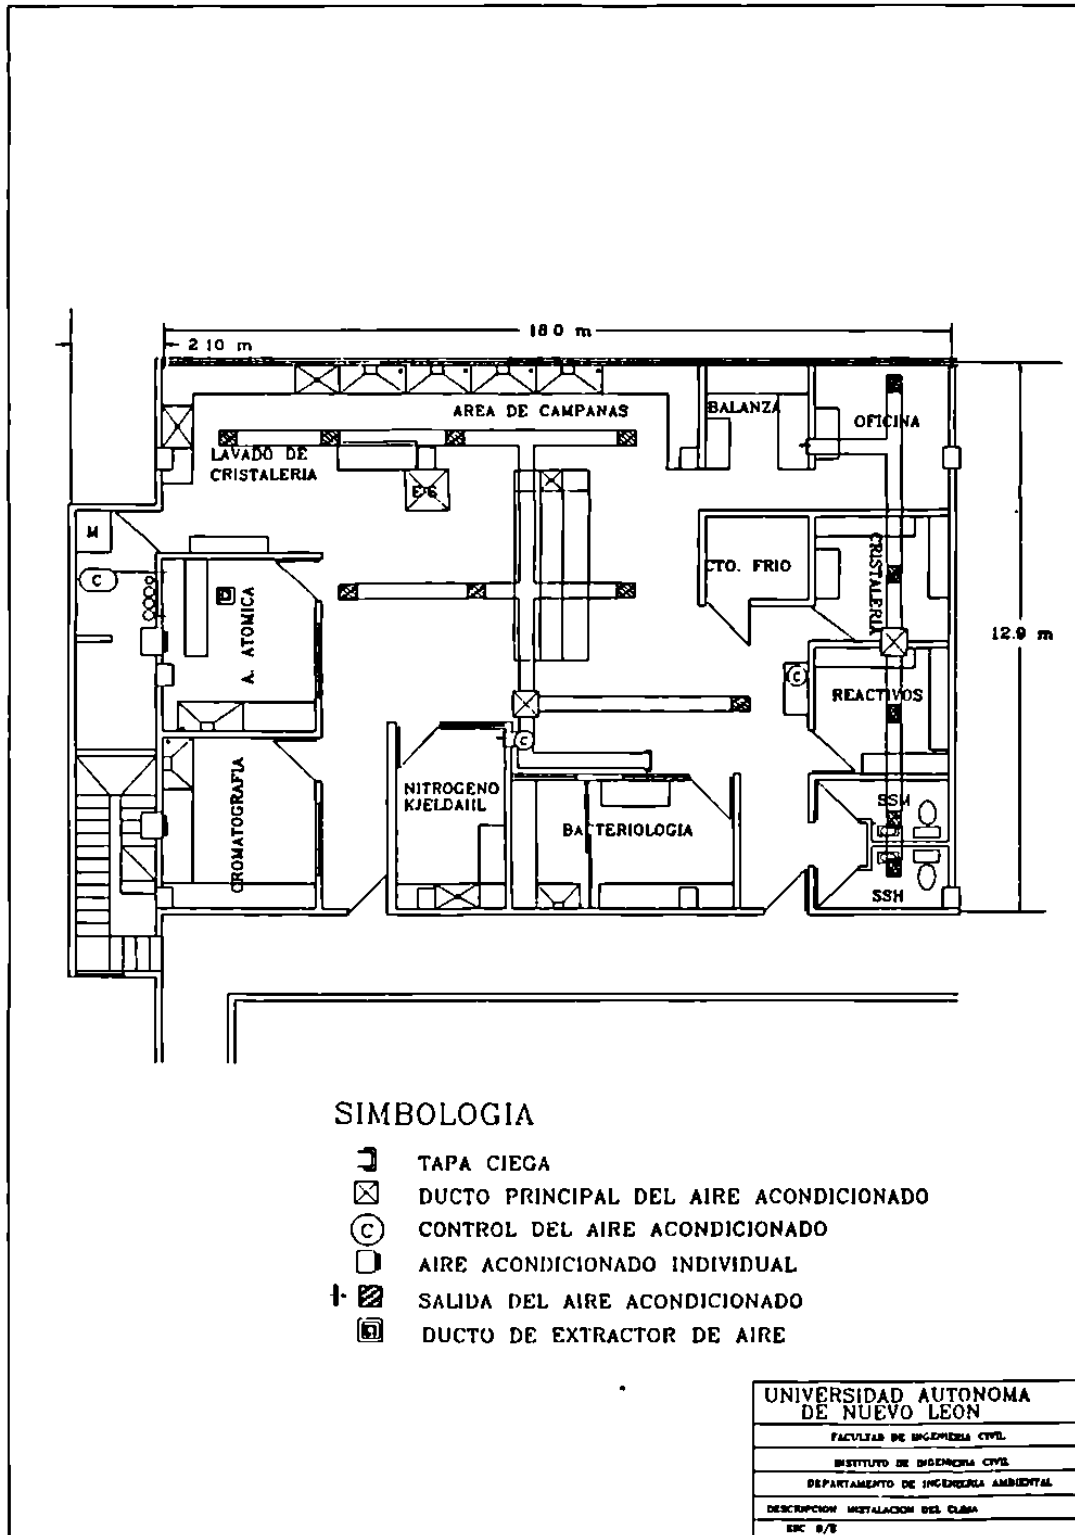 18 0 m
2 10 m
AREA DE CAMPANAS
BALANZA
OFICINA
LAVADO DE
CRISTALERIA
M
C
A. ATOMICA
CTO. FRIO
CRISTALERIA
12.9 m
C
REACTIVOS
C
CROMATOGRAFIA
NITROGENO
KJELDAHL
BACTERIOLOGIA
SSM
SSH
SIMBOLOGIA
TAPA CIEGA
DUCTO PRINCIPAL DEL AIRE ACONDICIONADO
C CONTROL DEL AIRE ACONDICIONADO
AIRE ACONDICIONADO INDIVIDUAL
SALIDA DEL AIRE ACONDICIONADO
DUCTO DE EXTRACTOR DE AIRE
UNIVERSIDAD AUTONOMA
DE NUEVO LEON
FACULTAD DE INGENIERIA CIVIL
INSTITUTO DE INGENIERIA CIVIL
DEPARTAMENTO DE INGENIERIA AMBIENTAL
DESCRIPCION INSTALACION DEL CLIMA
ESC